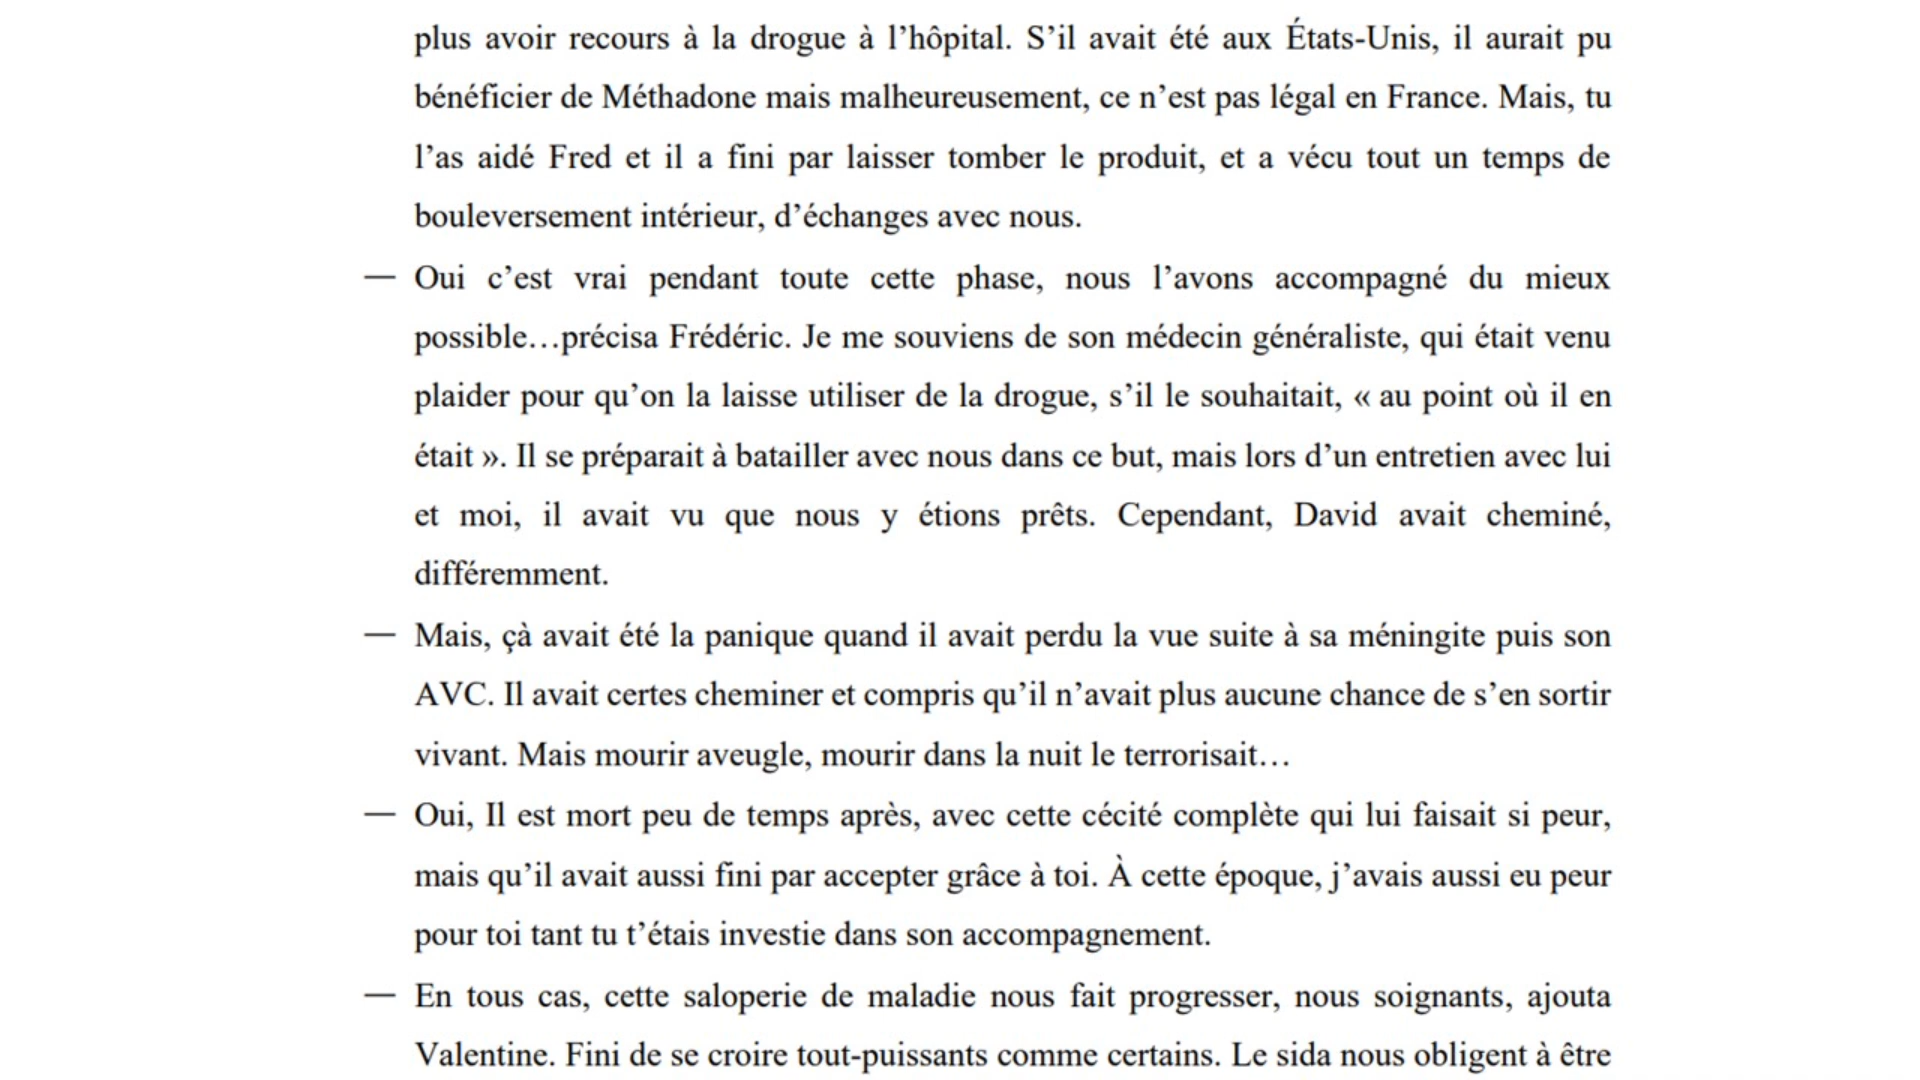 plus avoir recours à la drogue à l’hôpital. S’il avait été aux États-Unis, il aurait pu
bénéficier de Méthadone mais malheureusement, ce n’est pas légal en France. Mais, tu
l’as aidé Fred et il a fini par laisser tomber le produit, et a vécu tout un temps de
bouleversement intérieur, d’échanges avec nous.
— Oui c’est vrai pendant toute cette phase, nous l’avons accompagné du mieux
possible…précisa Frédéric. Je me souviens de son médecin généraliste, qui était venu
plaider pour qu’on la laisse utiliser de la drogue, s’il le souhaitait, « au point où il en
était ». Il se préparait à batailler avec nous dans ce but, mais lors d’un entretien avec lui
et moi, il avait vu que nous y étions prêts. Cependant, David avait cheminé,
différemment.
— Mais, çà avait été la panique quand il avait perdu la vue suite à sa méningite puis son
AVC. Il avait certes cheminer et compris qu’il n’avait plus aucune chance de s’en sortir
vivant. Mais mourir aveugle, mourir dans la nuit le terrorisait…
— Oui, Il est mort peu de temps après, avec cette cécité complète qui lui faisait si peur,
mais qu’il avait aussi fini par accepter grâce à toi. À cette époque, j’avais aussi eu peur
pour toi tant tu t’étais investie dans son accompagnement.
— En tous cas, cette saloperie de maladie nous fait progresser, nous soignants, ajouta
Valentine. Fini de se croire tout-puissants comme certains. Le sida nous obligent à être